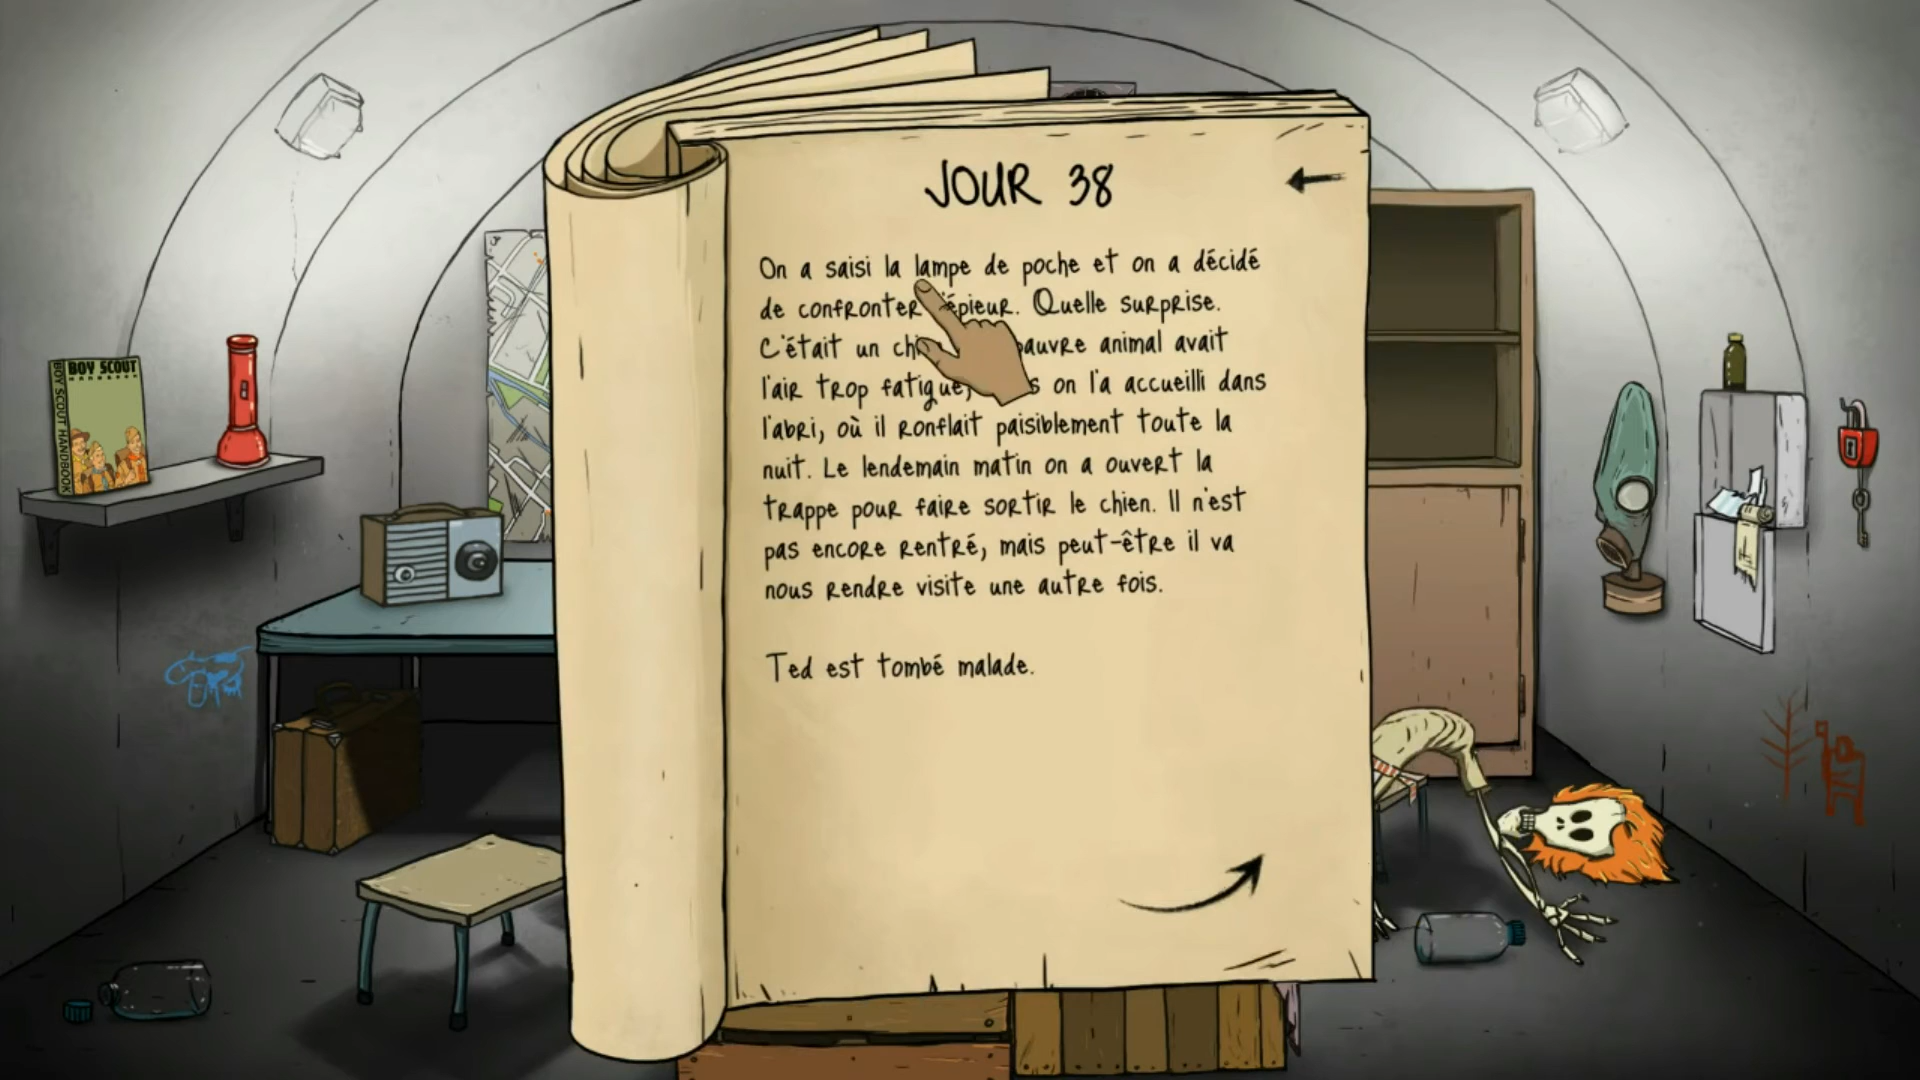 BOY SCOUT
HANDBOOK
BOY SCOUT HANDBOOK
JOUR 38
On a saisi la lampe de poche et on a décidé
de confronter épieur. Quelle surprise.
C'était un pauvre animal avait
l'air trop fatigué, on l'a accueilli dans
l'abri, où il ronflait paisiblement toute la
nuit. Le lendemain matin on a ouvert la
trappe pour faire sortir le chien. Il n'est
pas encore rentré, mais peut-être il va
nous rendre visite une autre fois.
Ted est tombé malade.